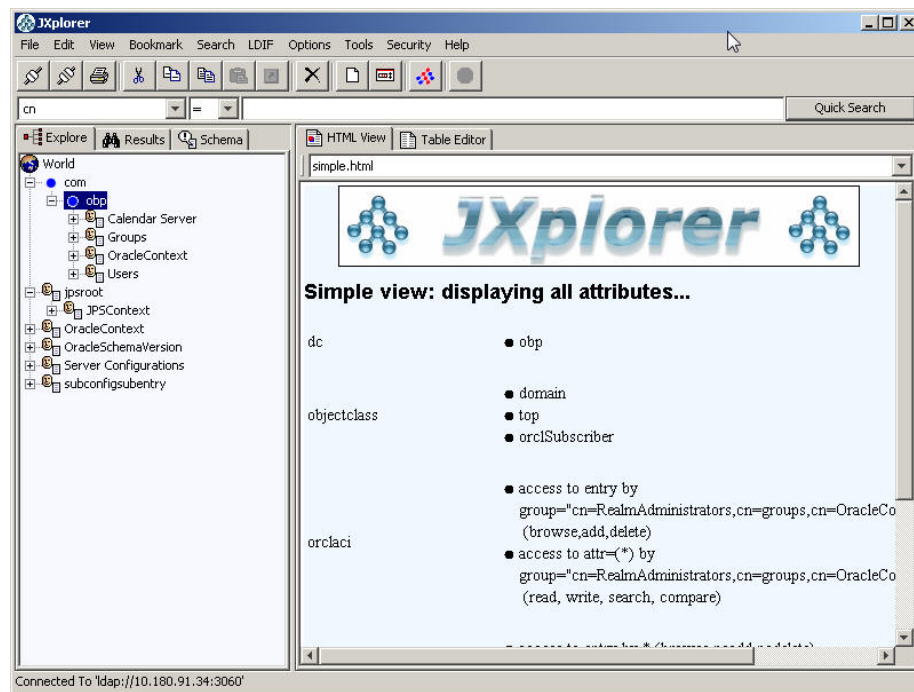 JXplorer
File Edit View Bookmark Search LDIF Options Tools Security Help
cn = Quick Search
Explore Results Schema
World
com
obp
Calendar Server
Groups
OracleContext
Users
jpsroot
JPSContext
OracleContext
OracleSchemaVersion
Server Configurations
subconfigsubentry
HTML View Table Editor
simple.html
JXplorer
Simple view: displaying all attributes...
dc
obp
objectclass
domain
top
orclSubscriber
orclaci
access to entry by
group="cn=RealmAdministrators,cn=groups,cn=OracleCo
(browse,add,delete)
access to attr=(*) by
group="cn=RealmAdministrators,cn=groups,cn=OracleCo
(read, write, search, compare)
Connected To 'ldap://10.180.91.34:3060'